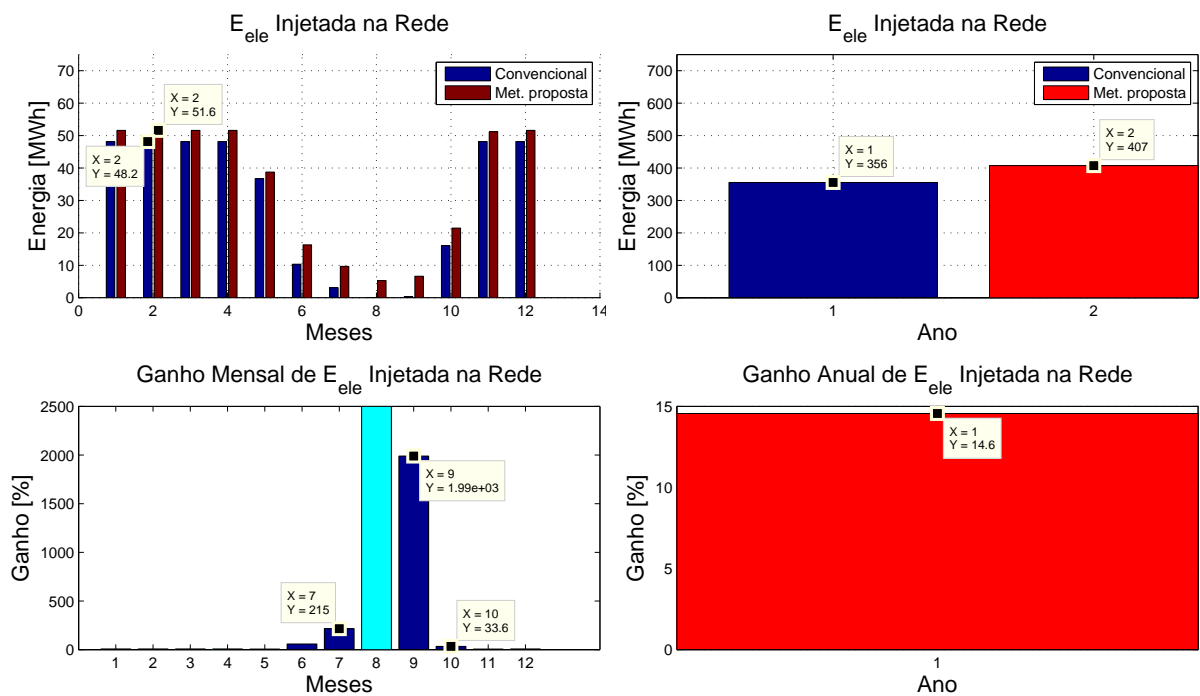 E_ele Injetada na Rede
Convencional
Met. proposta
X = 2
Y = 51.6
X = 2
Y = 48.2
Energia [MWh]
70
60
50
40
30
20
10
0
0 2 4 6 8 10 12 14
Meses
E_ele Injetada na Rede
Convencional
Met. proposta
X = 1
Y = 356
X = 2
Y = 407
Energia [MWh]
700
600
500
400
300
200
100
0
1 2
Ano
Ganho Mensal de E_ele Injetada na Rede
X = 9
Y = 1.99e+03
X = 7
Y = 215
X = 10
Y = 33.6
Ganho [%]
2500
2000
1500
1000
500
0
1 2 3 4 5 6 7 8 9 10 11 12
Meses
Ganho Anual de E_ele Injetada na Rede
X = 1
Y = 14.6
Ganho [%]
15
10
5
0
1
Ano